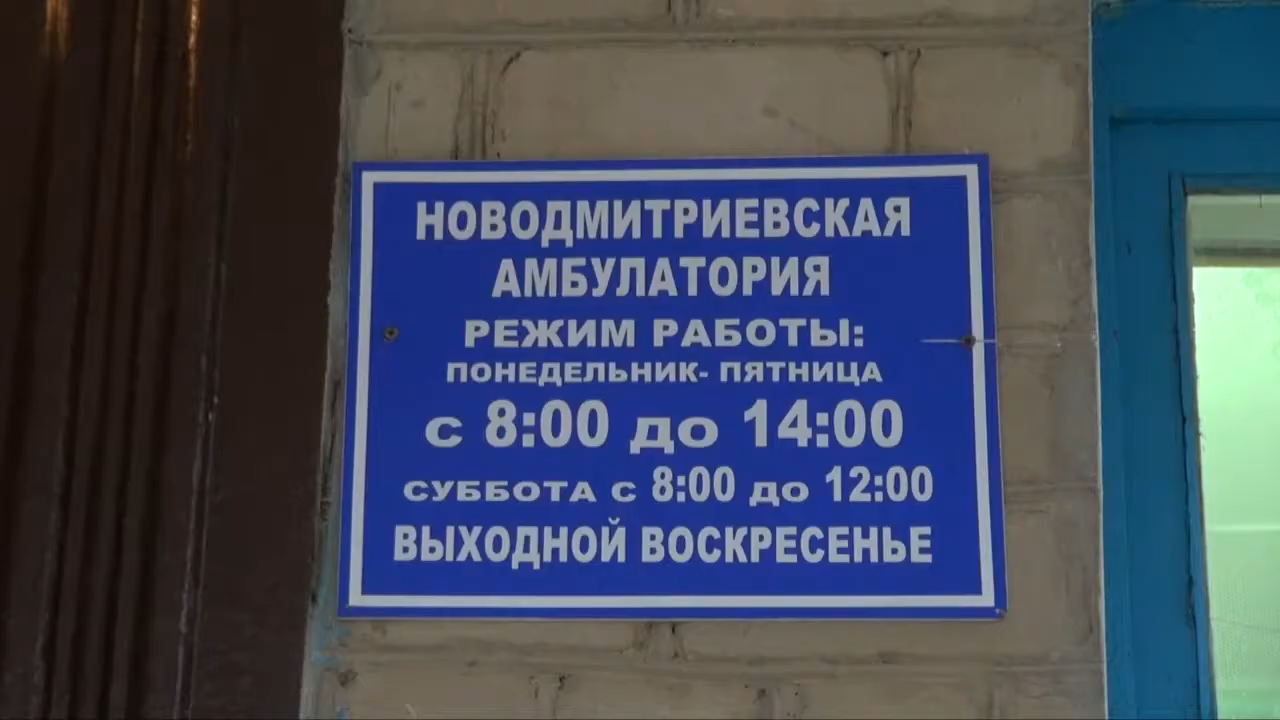 НОВОДМИТРИЕВСКАЯ
АМБУЛАТОРИЯ
РЕЖИМ РАБОТЫ:
ПОНЕДЕЛЬНИК- ПЯТНИЦА
с 8:00 до 14:00
СУББОТА с 8:00 до 12:00
ВЫХОДНОЙ ВОСКРЕСЕНЬЕ